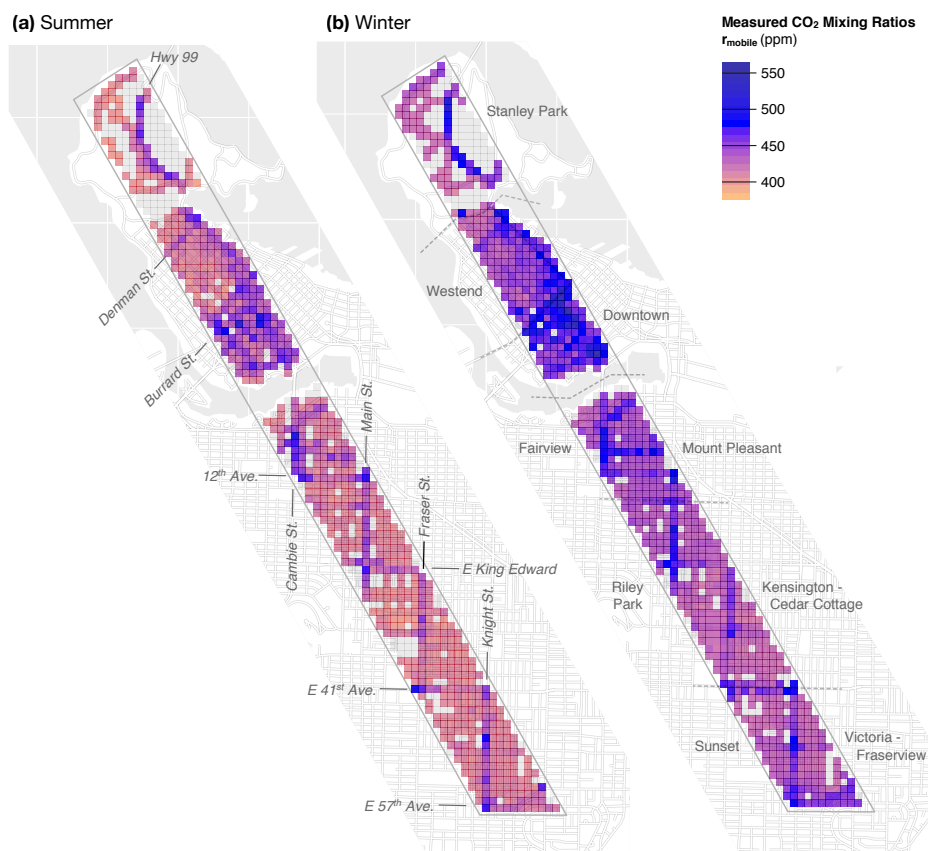 (a) Summer
(b) Winter
Measured CO₂ Mixing Ratios
r_mobile (ppm)
550
500
450
400
Hwy 99
Denman St.
Burrard St.
Main St.
12th Ave.
Cambie St.
Fraser St.
E King Edward
Knight St.
E 41st Ave.
E 57th Ave.
Stanley Park
Westend
Downtown
Fairview
Mount Pleasant
Riley
Park
Kensington -
Cedar Cottage
Sunset
Victoria -
Fraserview